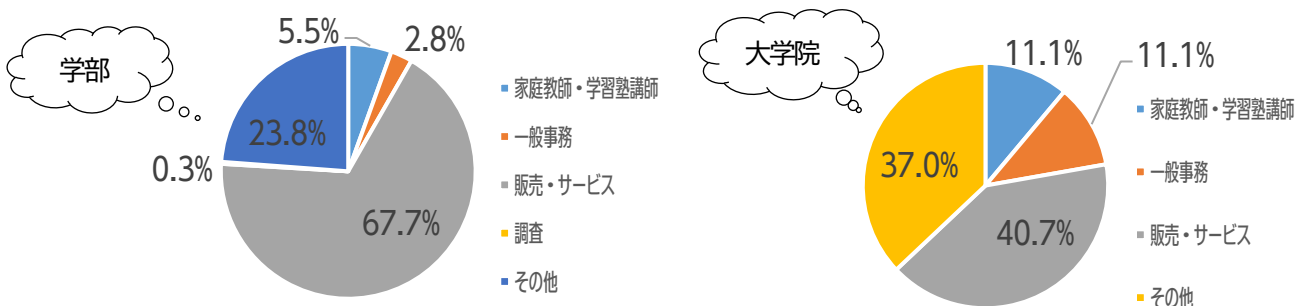 学部
5.5%
2.8%
23.8%
0.3%
67.7%
家庭教師・学習塾講師
一般事務
販売・サービス
調査
その他
大学院
11.1%
11.1%
37.0%
40.7%
家庭教師・学習塾講師
一般事務
販売・サービス
その他